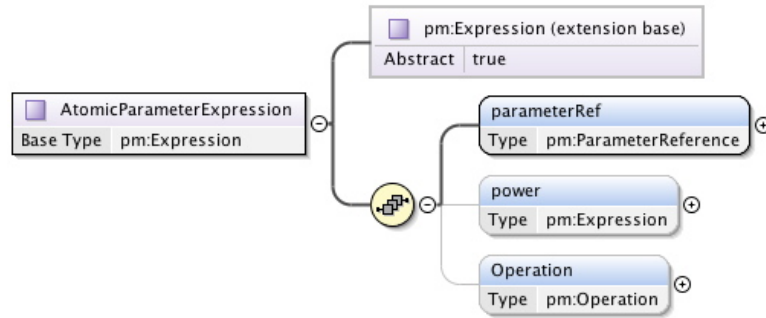 pm:Expression (extension base)
Abstract true
AtomicParameterExpression
Base Type pm:Expression
parameterRef
Type pm:ParameterReference
power
Type pm:Expression
Operation
Type pm:Operation